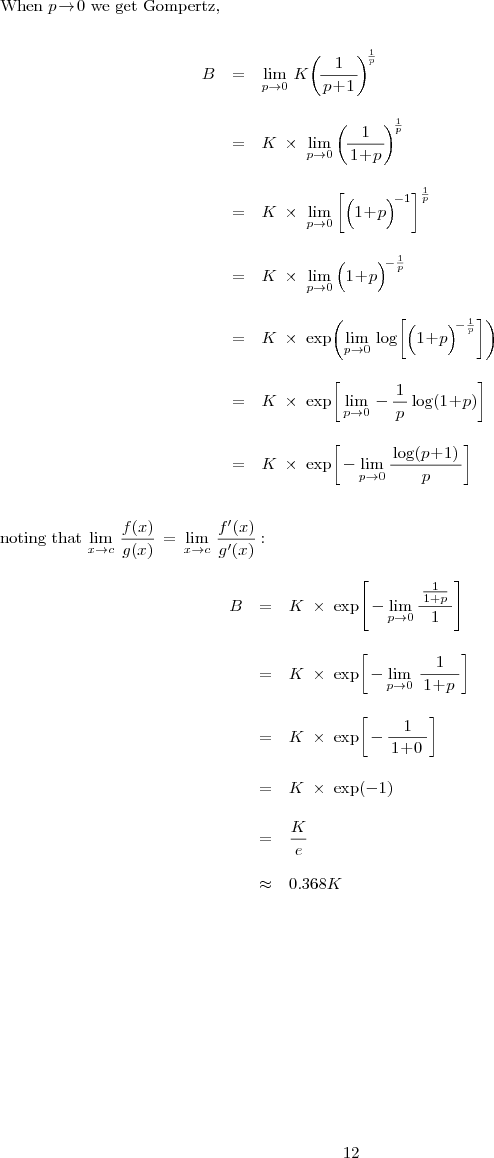 When p→0 we get Gompertz,
B = lim_{p→0} K(1/(p+1))^{1/p}
= K × lim_{p→0} (1/(1+p))^{1/p}
= K × lim_{p→0} [(1+p)^{-1}]^{1/p}
= K × lim_{p→0} (1+p)^{-1/p}
= K × exp(lim_{p→0} log[(1+p)^{-1/p}])
= K × exp[lim_{p→0} − 1/p log(1+p)]
= K × exp[− lim_{p→0} log(p+1)/p]
noting that lim_{x→c} f(x)/g(x) = lim_{x→c} f′(x)/g′(x) :
B = K × exp[− lim_{p→0} (1/(1+p))/1]
= K × exp[− lim_{p→0} 1/(1+p)]
= K × exp[− 1/(1+0)]
= K × exp(−1)
= K/e
≈ 0.368K
12